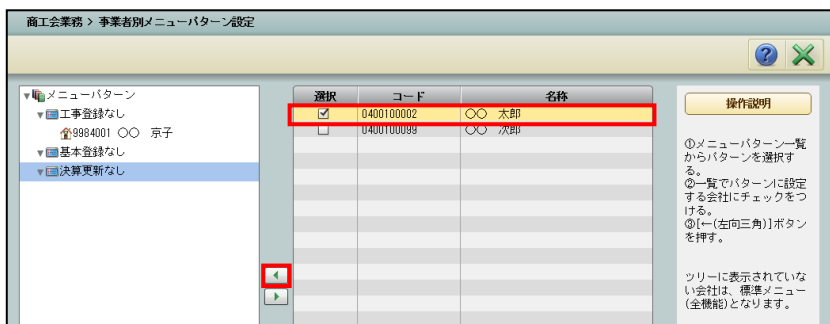 商工会業務 > 事業者別メニューパターン設定
メニューパターン
工事登録なし
9984001 ○○ 京子
基本登録なし
決算更新なし
選択 コード 名称
0400100002 ○○ 太郎
0400100099 ○○ 次郎
操作説明
①メニューパターン一覧
からパターンを選択す
る。
②一覧でパターンに設定
する会社にチェックをつ
ける。
③[←(左向三角)]ボタン
を押す。
ツリーに表示されていな
い会社は、標準メニュー
(全機能)となります。